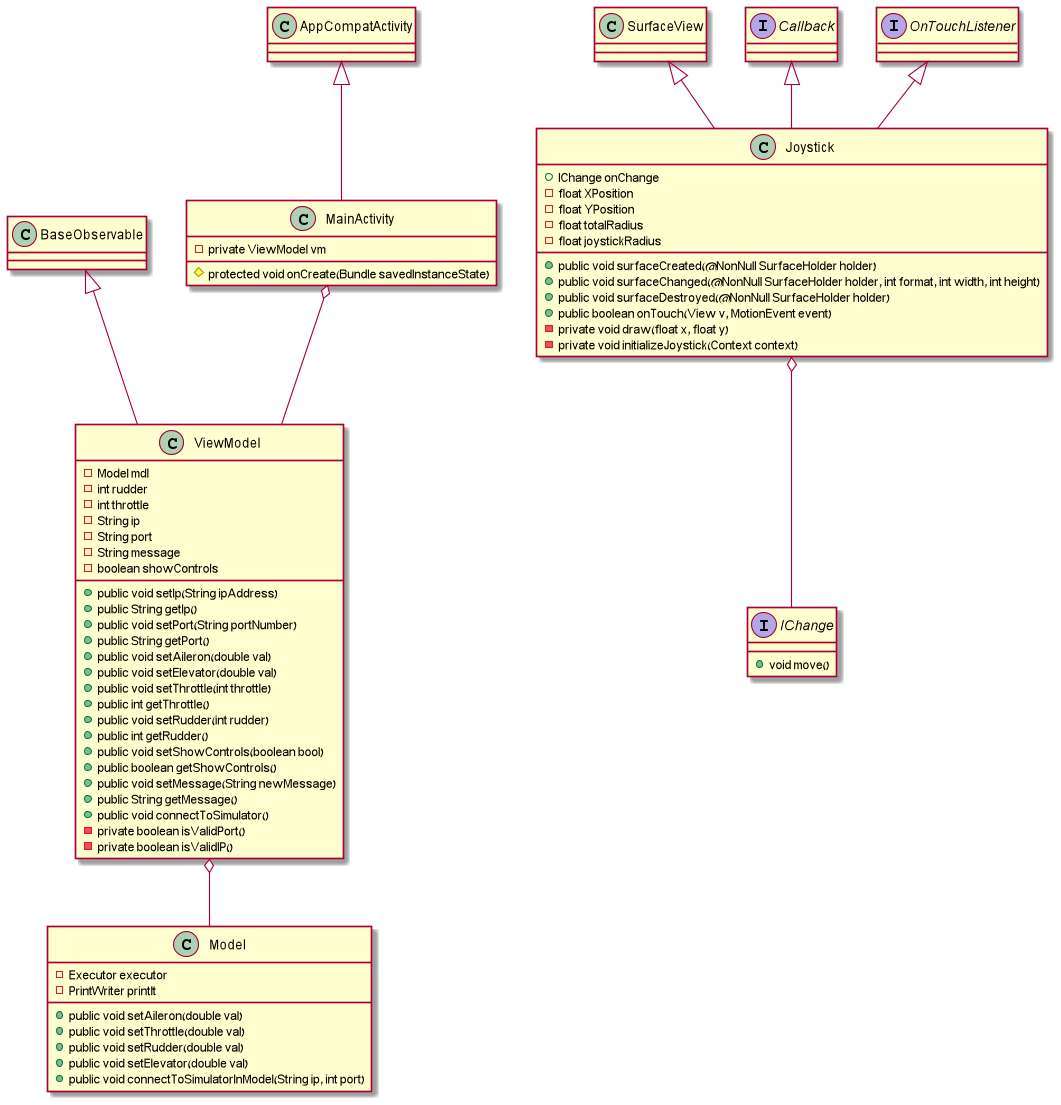 C AppCompatActivity
C SurfaceView
I Callback
I OnTouchListener
C Joystick
IChange onChange
float XPosition
float YPosition
float totalRadius
float joystickRadius
public void surfaceCreated(@NonNull SurfaceHolder holder)
public void surfaceChanged(@NonNull SurfaceHolder holder, int format, int width, int height)
public void surfaceDestroyed(@NonNull SurfaceHolder holder)
public boolean onTouch(View v, MotionEvent event)
private void draw(float x, float y)
private void initializeJoystick(Context context)
C BaseObservable
C MainActivity
private ViewModel vm
protected void onCreate(Bundle savedInstanceState)
C ViewModel
Model mdl
int rudder
int throttle
String ip
String port
String message
boolean showControls
public void setIp(String ipAddress)
public String getIp()
public void setPort(String portNumber)
public String getPort()
public void setAileron(double val)
public void setElevator(double val)
public void setThrottle(int throttle)
public int getThrottle()
public void setRudder(int rudder)
public int getRudder()
public void setShowControls(boolean bool)
public boolean getShowControls()
public void setMessage(String newMessage)
public String getMessage()
public void connectToSimulator()
private boolean isValidPort()
private boolean isValidIP()
I IChange
void move()
C Model
Executor executor
PrintWriter printIt
public void setAileron(double val)
public void setThrottle(double val)
public void setRudder(double val)
public void setElevator(double val)
public void connectToSimulatorInModel(String ip, int port)